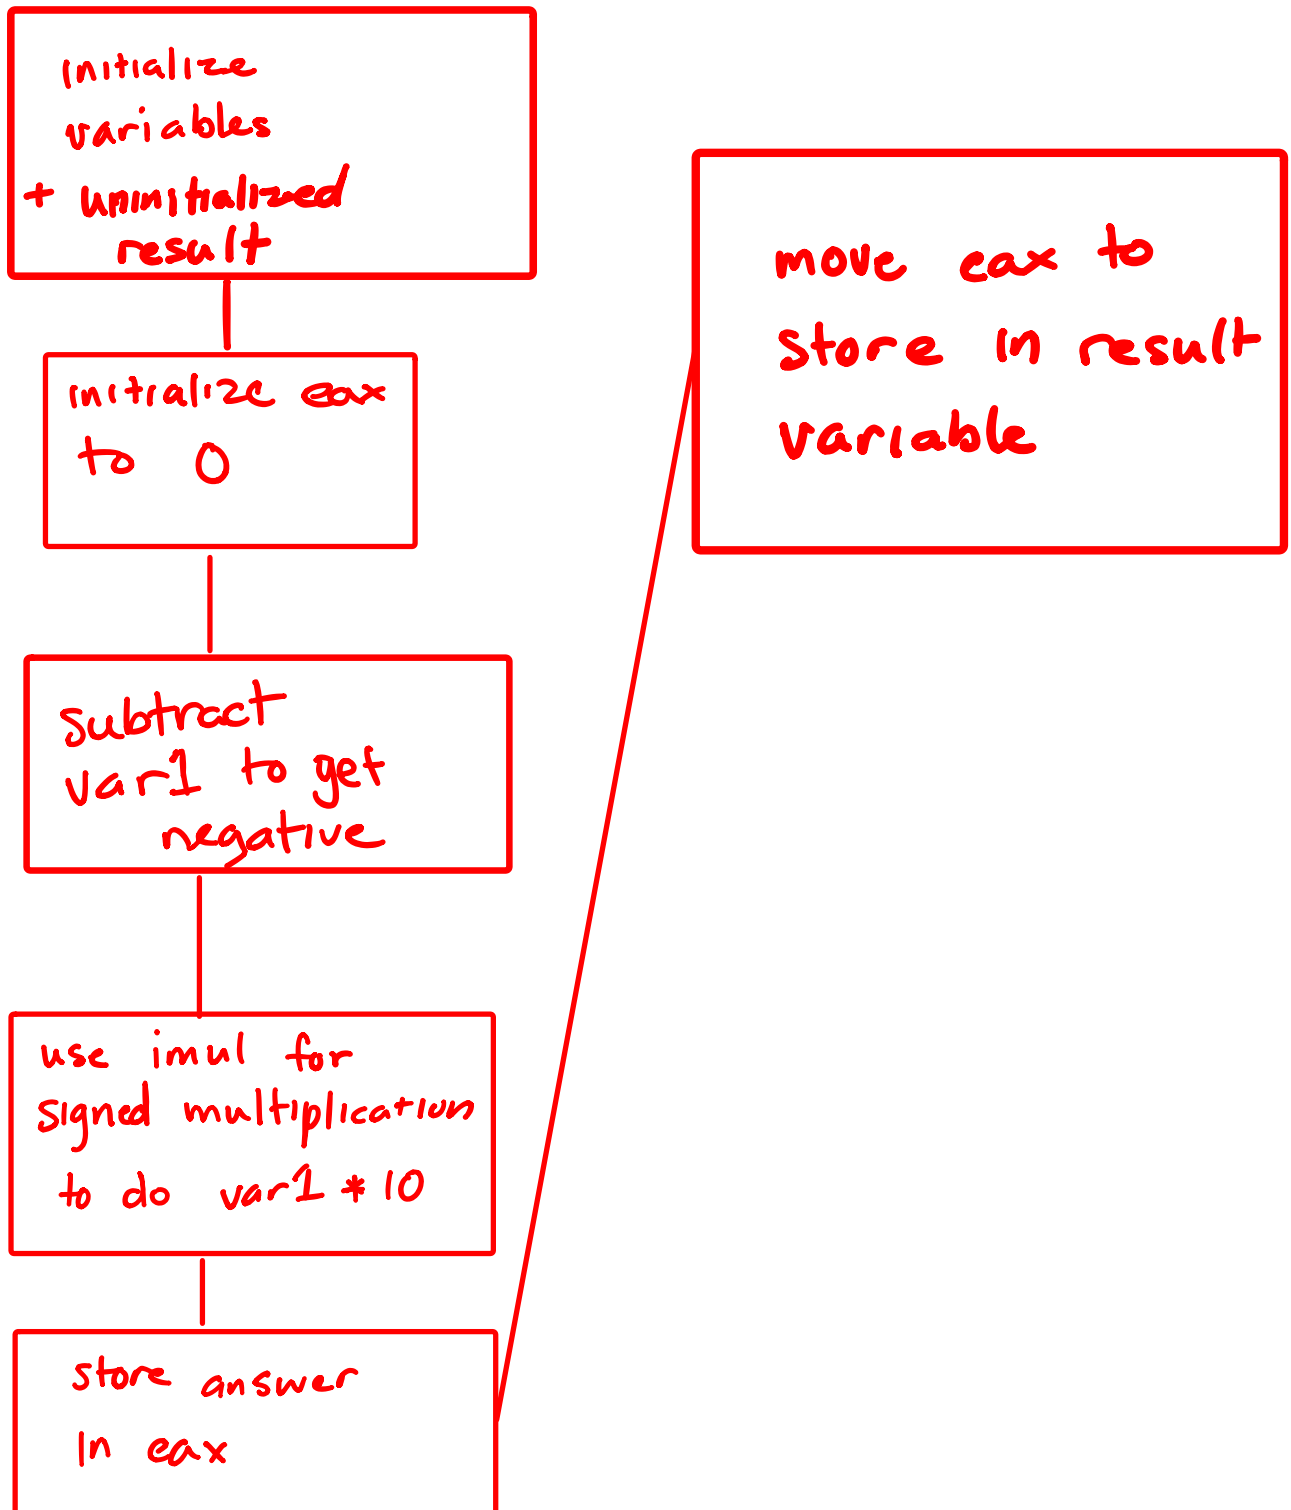 initialize
variables
+ uninitialized
result
initialize eax
to 0
subtract
var1 to get
negative
use imul for
signed multiplication
to do var1 * 10
store answer
in eax
move eax to
store in result
variable